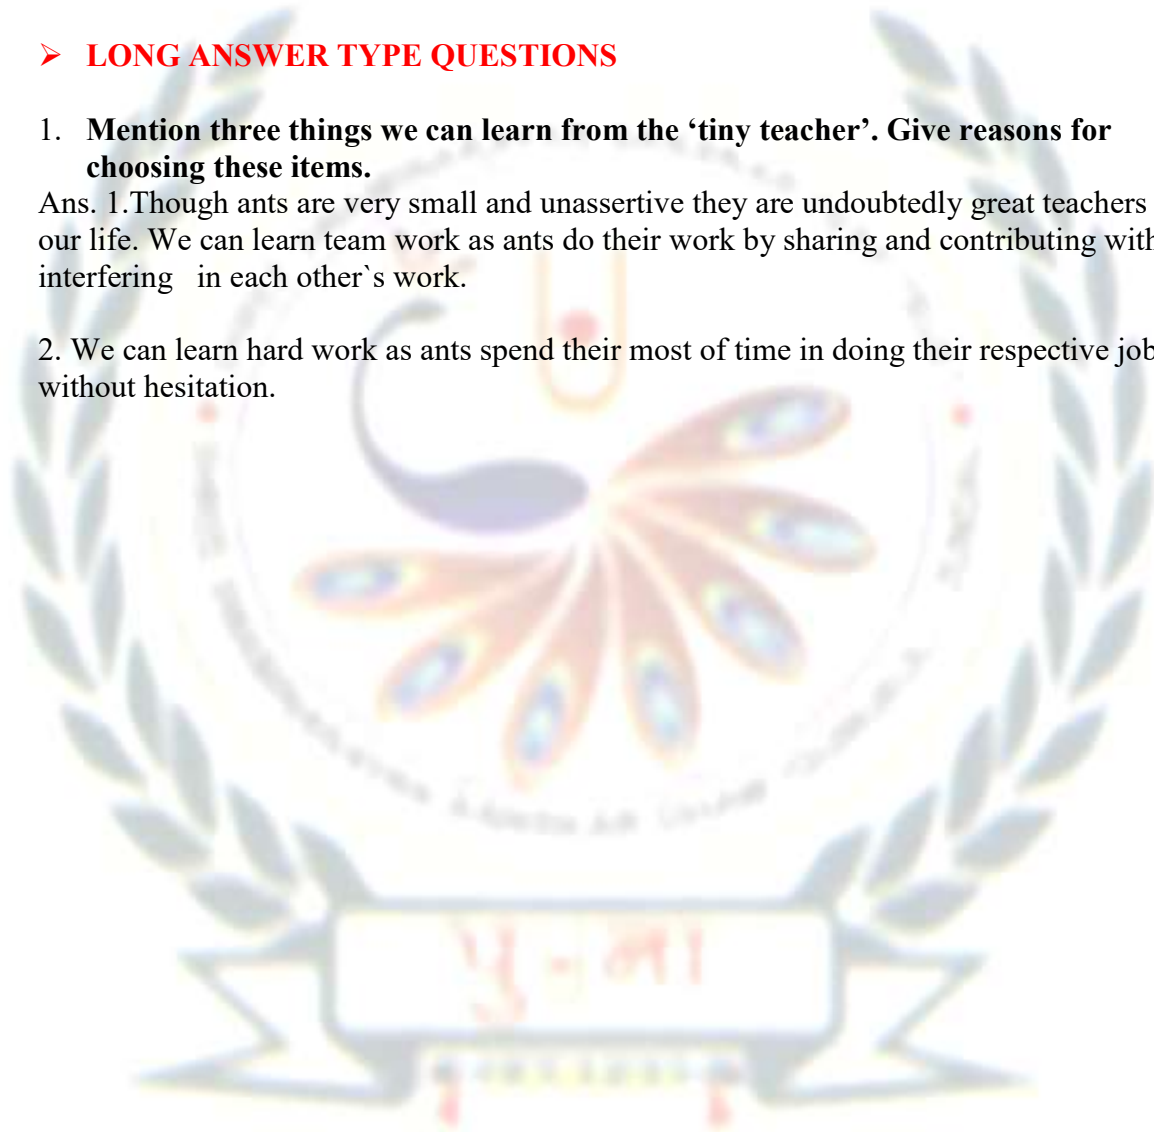 ➢ LONG ANSWER TYPE QUESTIONS
1. Mention three things we can learn from the ‘tiny teacher’. Give reasons for
choosing these items.
Ans. 1.Though ants are very small and unassertive they are undoubtedly great teachers
our life. We can learn team work as ants do their work by sharing and contributing with
interfering in each other`s work.
2. We can learn hard work as ants spend their most of time in doing their respective job
without hesitation.
પુ-ના